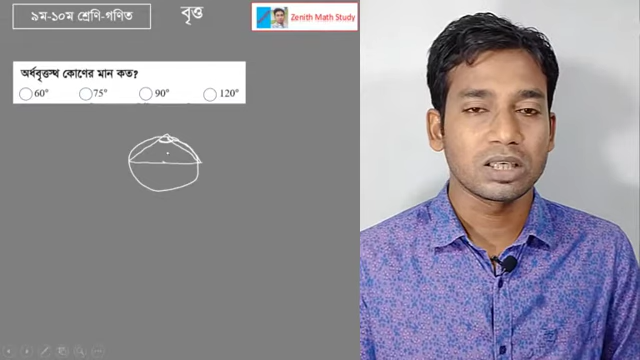 ৯ম-১০ম শ্রেণি-গণিত
বৃত্ত
Zenith Math Study
অর্ধবৃত্তস্থ কোণের মান কত?
60° 75° 90° 120°